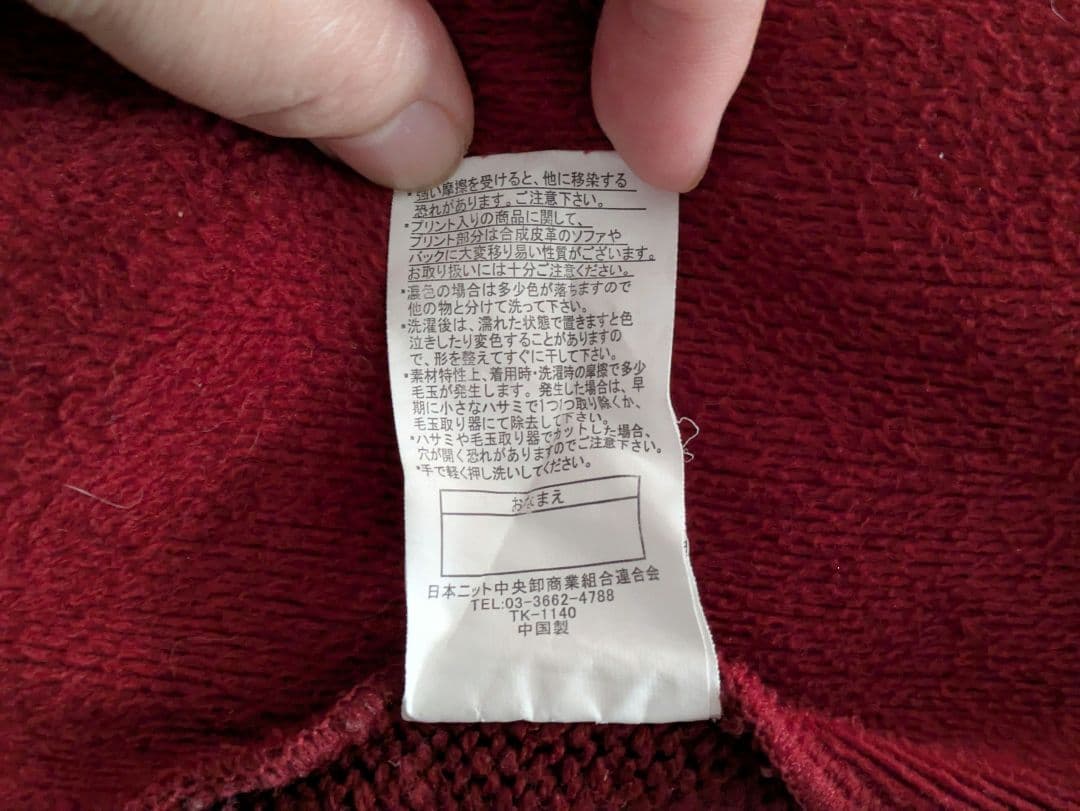 ・強い摩擦を受けると、他に移染する
恐れがあります。ご注意下さい。
・プリント入りの商品に関して、
プリント部分は合成皮革のソファや
バックに大変移り易い性質がございます。
お取り扱いには十分ご注意ください。
・濃色の場合は多少色が落ちますので
他の物と分けて洗って下さい。
・洗濯後は、濡れた状態で置きますと色
泣きしたり変色することがありますの
で、形を整えてすぐに干して下さい。
・素材特性上、着用時・洗濯時の摩擦で多少
毛玉が発生します。発生した場合は、早
期に小さなハサミで1つ1つ取り除くか、
毛玉取り器にて除去して下さい。
・ハサミや毛玉取り器でカットした場合、
穴が開く恐れがありますのでご注意下さい。
・手で軽く押し洗いしてください。
おなまえ
日本ニット中央卸商業組合連合会
TEL:03-3662-4788
TK-1140
中国製